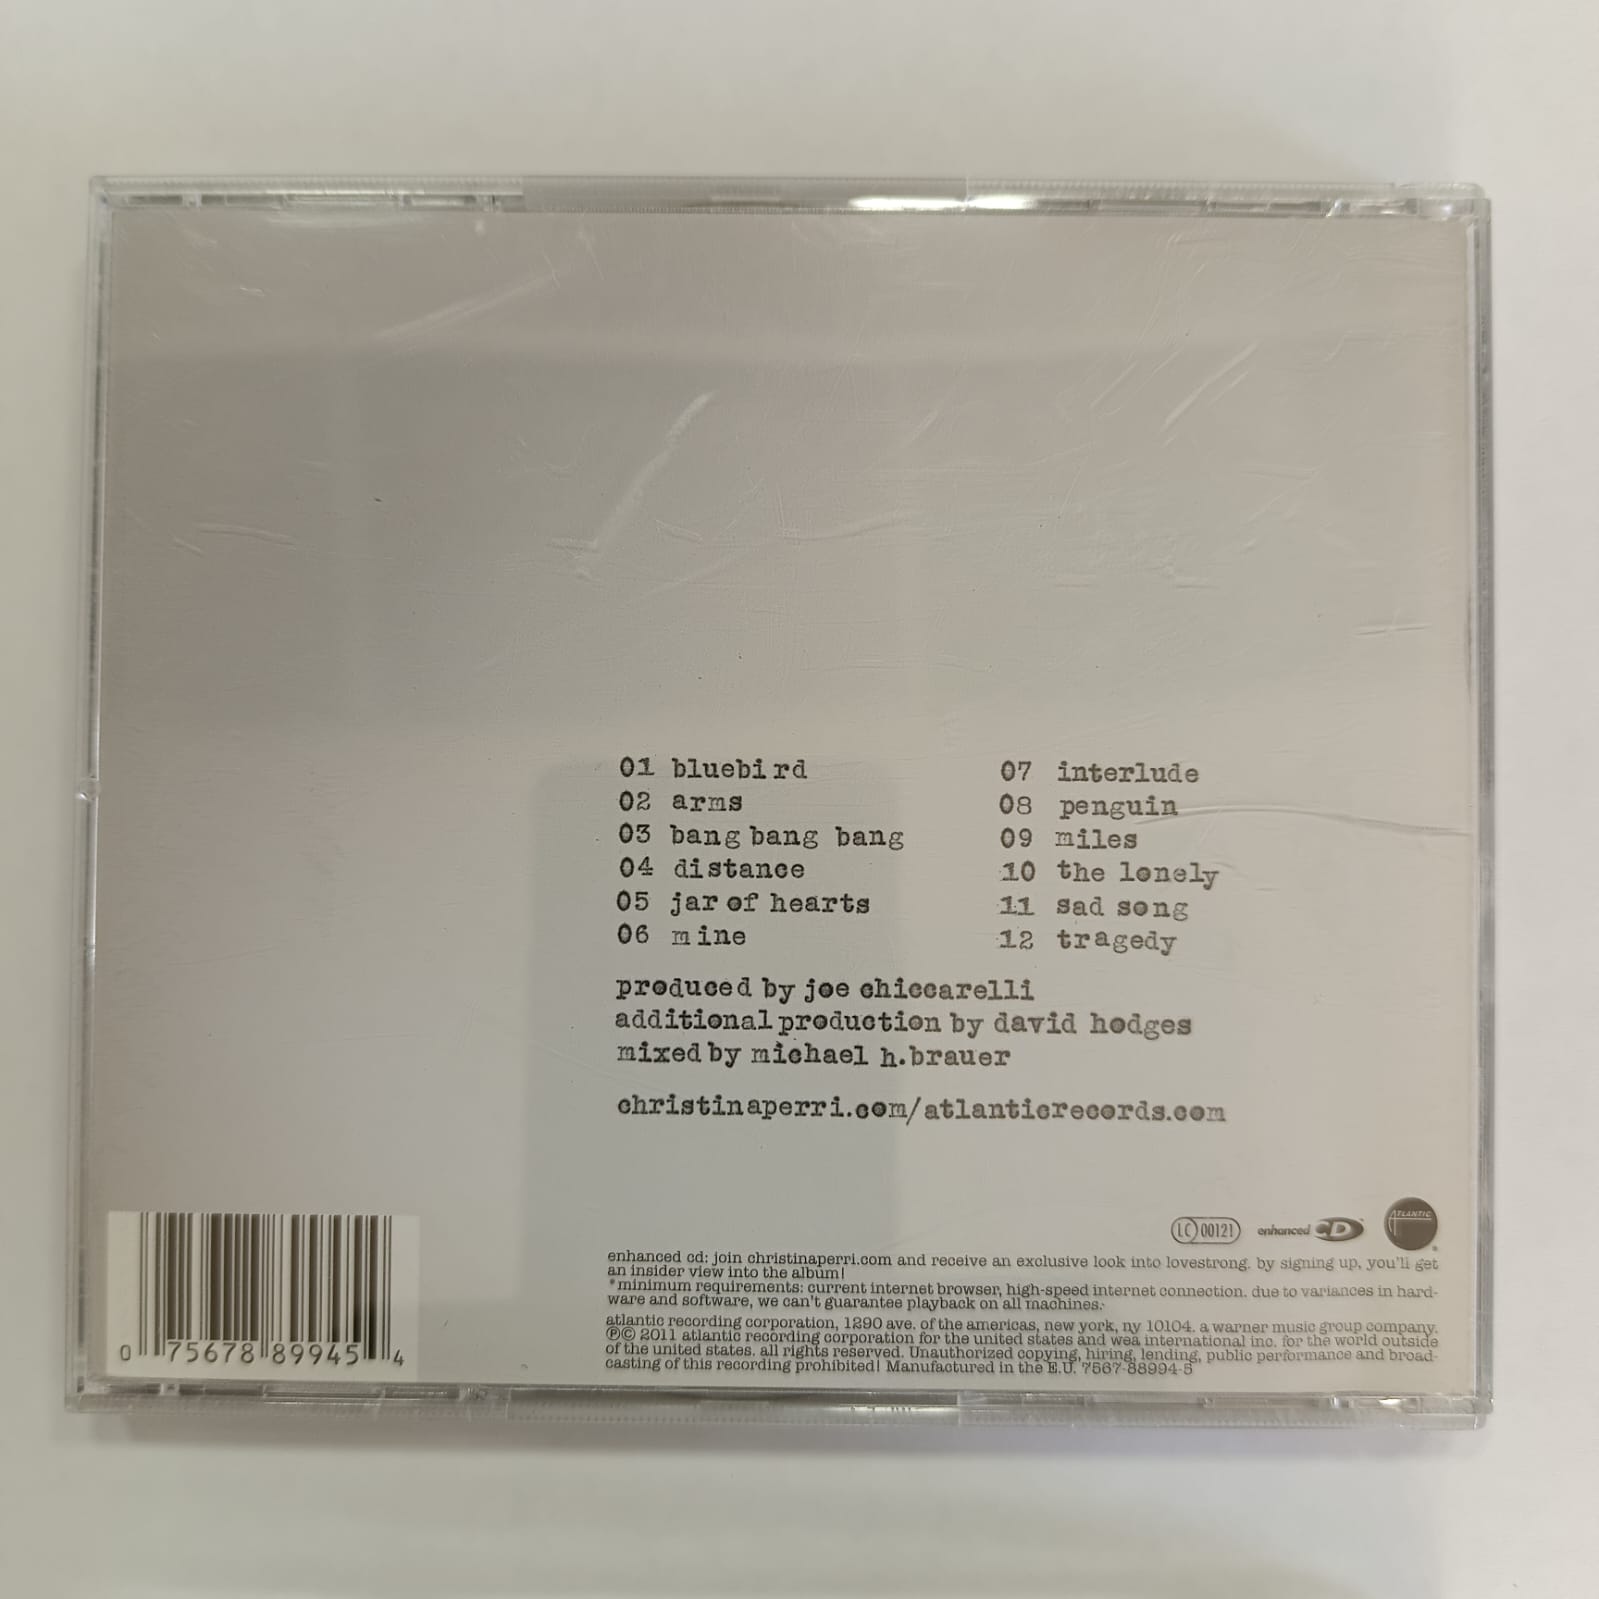 01 bluebird
02 arms
03 bang bang bang
04 distance
05 jar of hearts
06 mine
07 interlude
08 penguin
09 miles
10 the lonely
11 sad song
12 tragedy
produced by joe chiccarelli
additional production by david hodges
mixed by michael h. brauer
christinaperri.com/atlanticrecords.com
LC 00121 enhanced CD ATLANTIC
enhanced cd: join christinaperri.com and receive an exclusive look into lovestrong. by signing up, you'll get
an insider view into the album!
*minimum requirements: current internet browser, high-speed internet connection. due to variances in hard-
ware and software, we can't guarantee playback on all machines.
atlantic recording corporation, 1290 ave. of the americas, new york, ny 10104. a warner music group company.
℗© 2011 atlantic recording corporation for the united states and wea international inc. for the world outside
of the united states. all rights reserved. Unauthorized copying, hiring, lending, public performance and broad-
casting of this recording prohibited! Manufactured in the E.U. 7567-88994-5
0 75678 89945 4